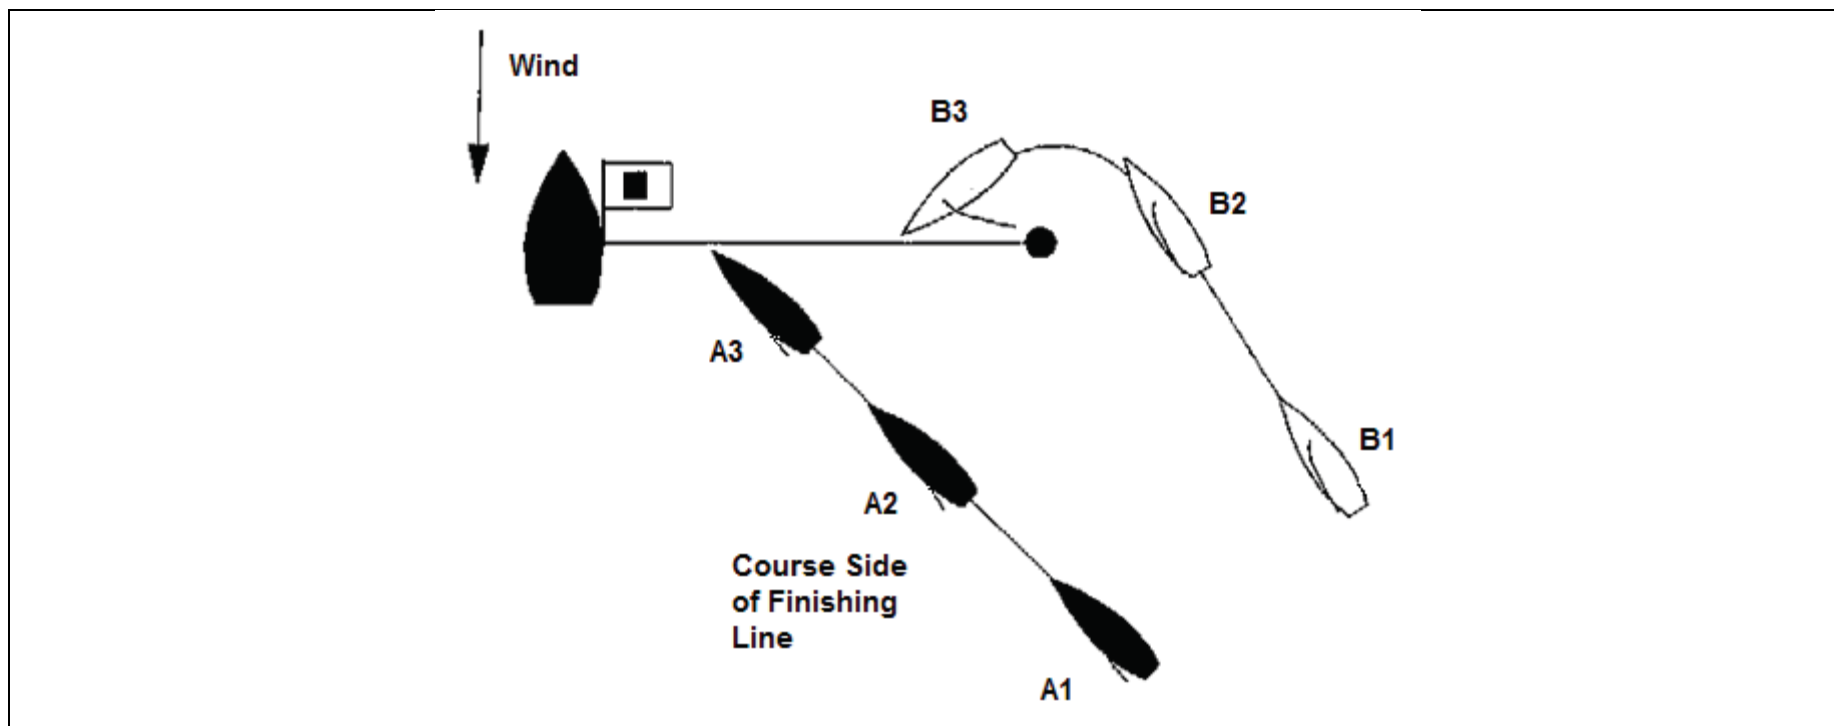 Wind
B3
B2
A3
B1
A2
Course Side
of Finishing
Line
A1